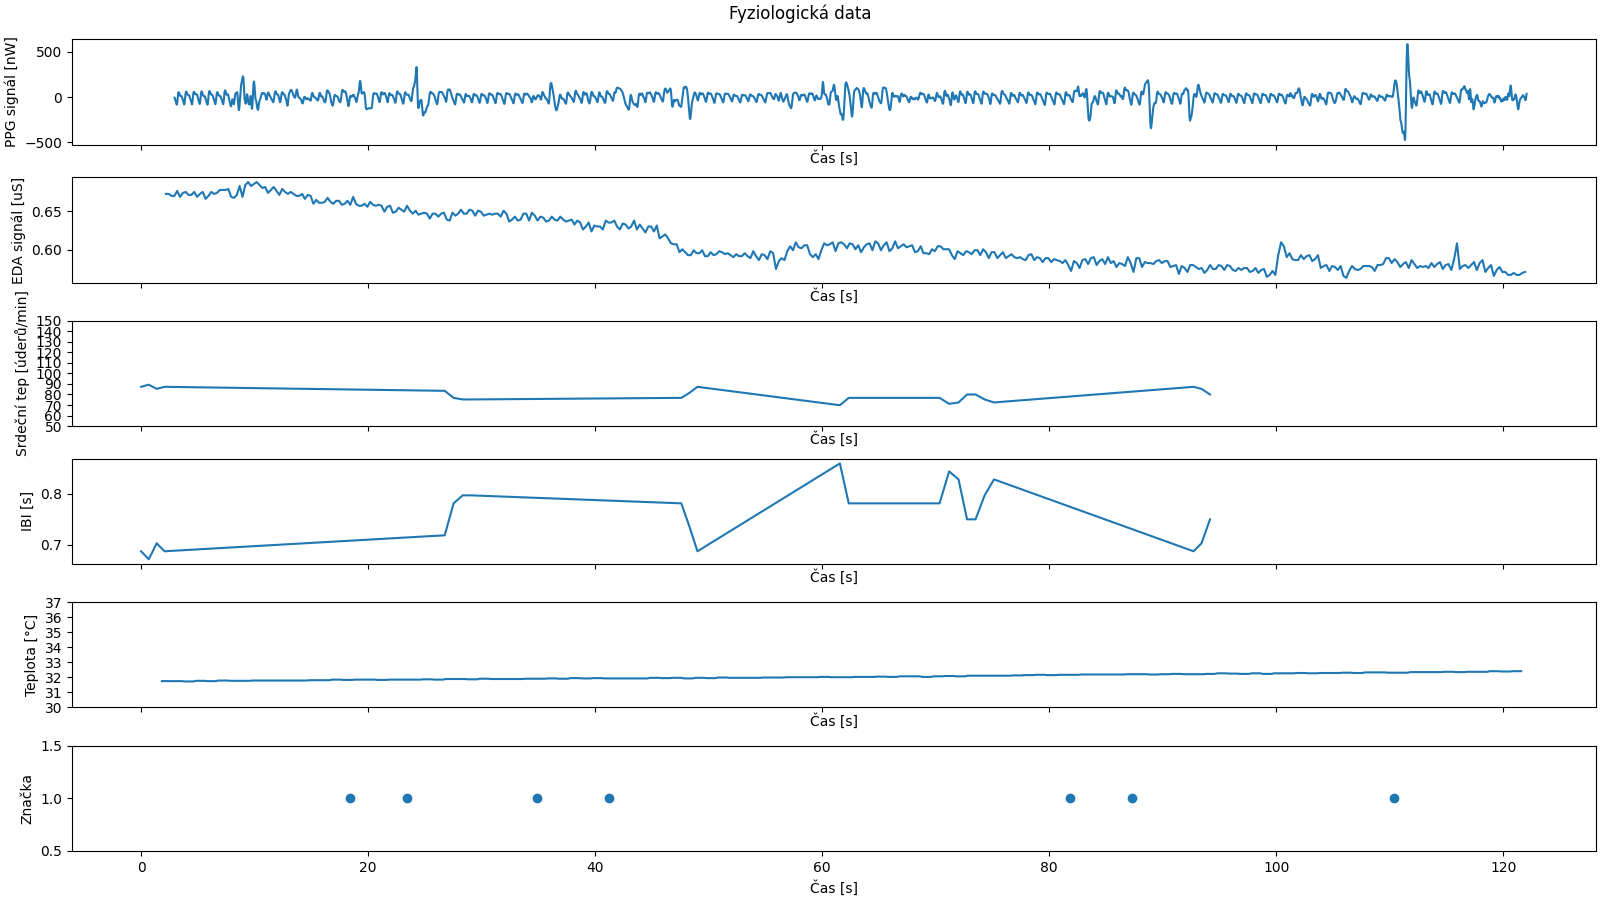 Fyziologická data
PPG signál [nW]
500
0
−500
Čas [s]
EDA signál [uS]
0.65
0.60
Čas [s]
Srdeční tep [úderů/min]
150
140
130
120
110
100
90
80
70
60
50
Čas [s]
IBI [s]
0.8
0.7
Čas [s]
Teplota [°C]
37
36
35
34
33
32
31
30
Čas [s]
Značka
1.5
1.0
0.5
0 20 40 60 80 100 120
Čas [s]